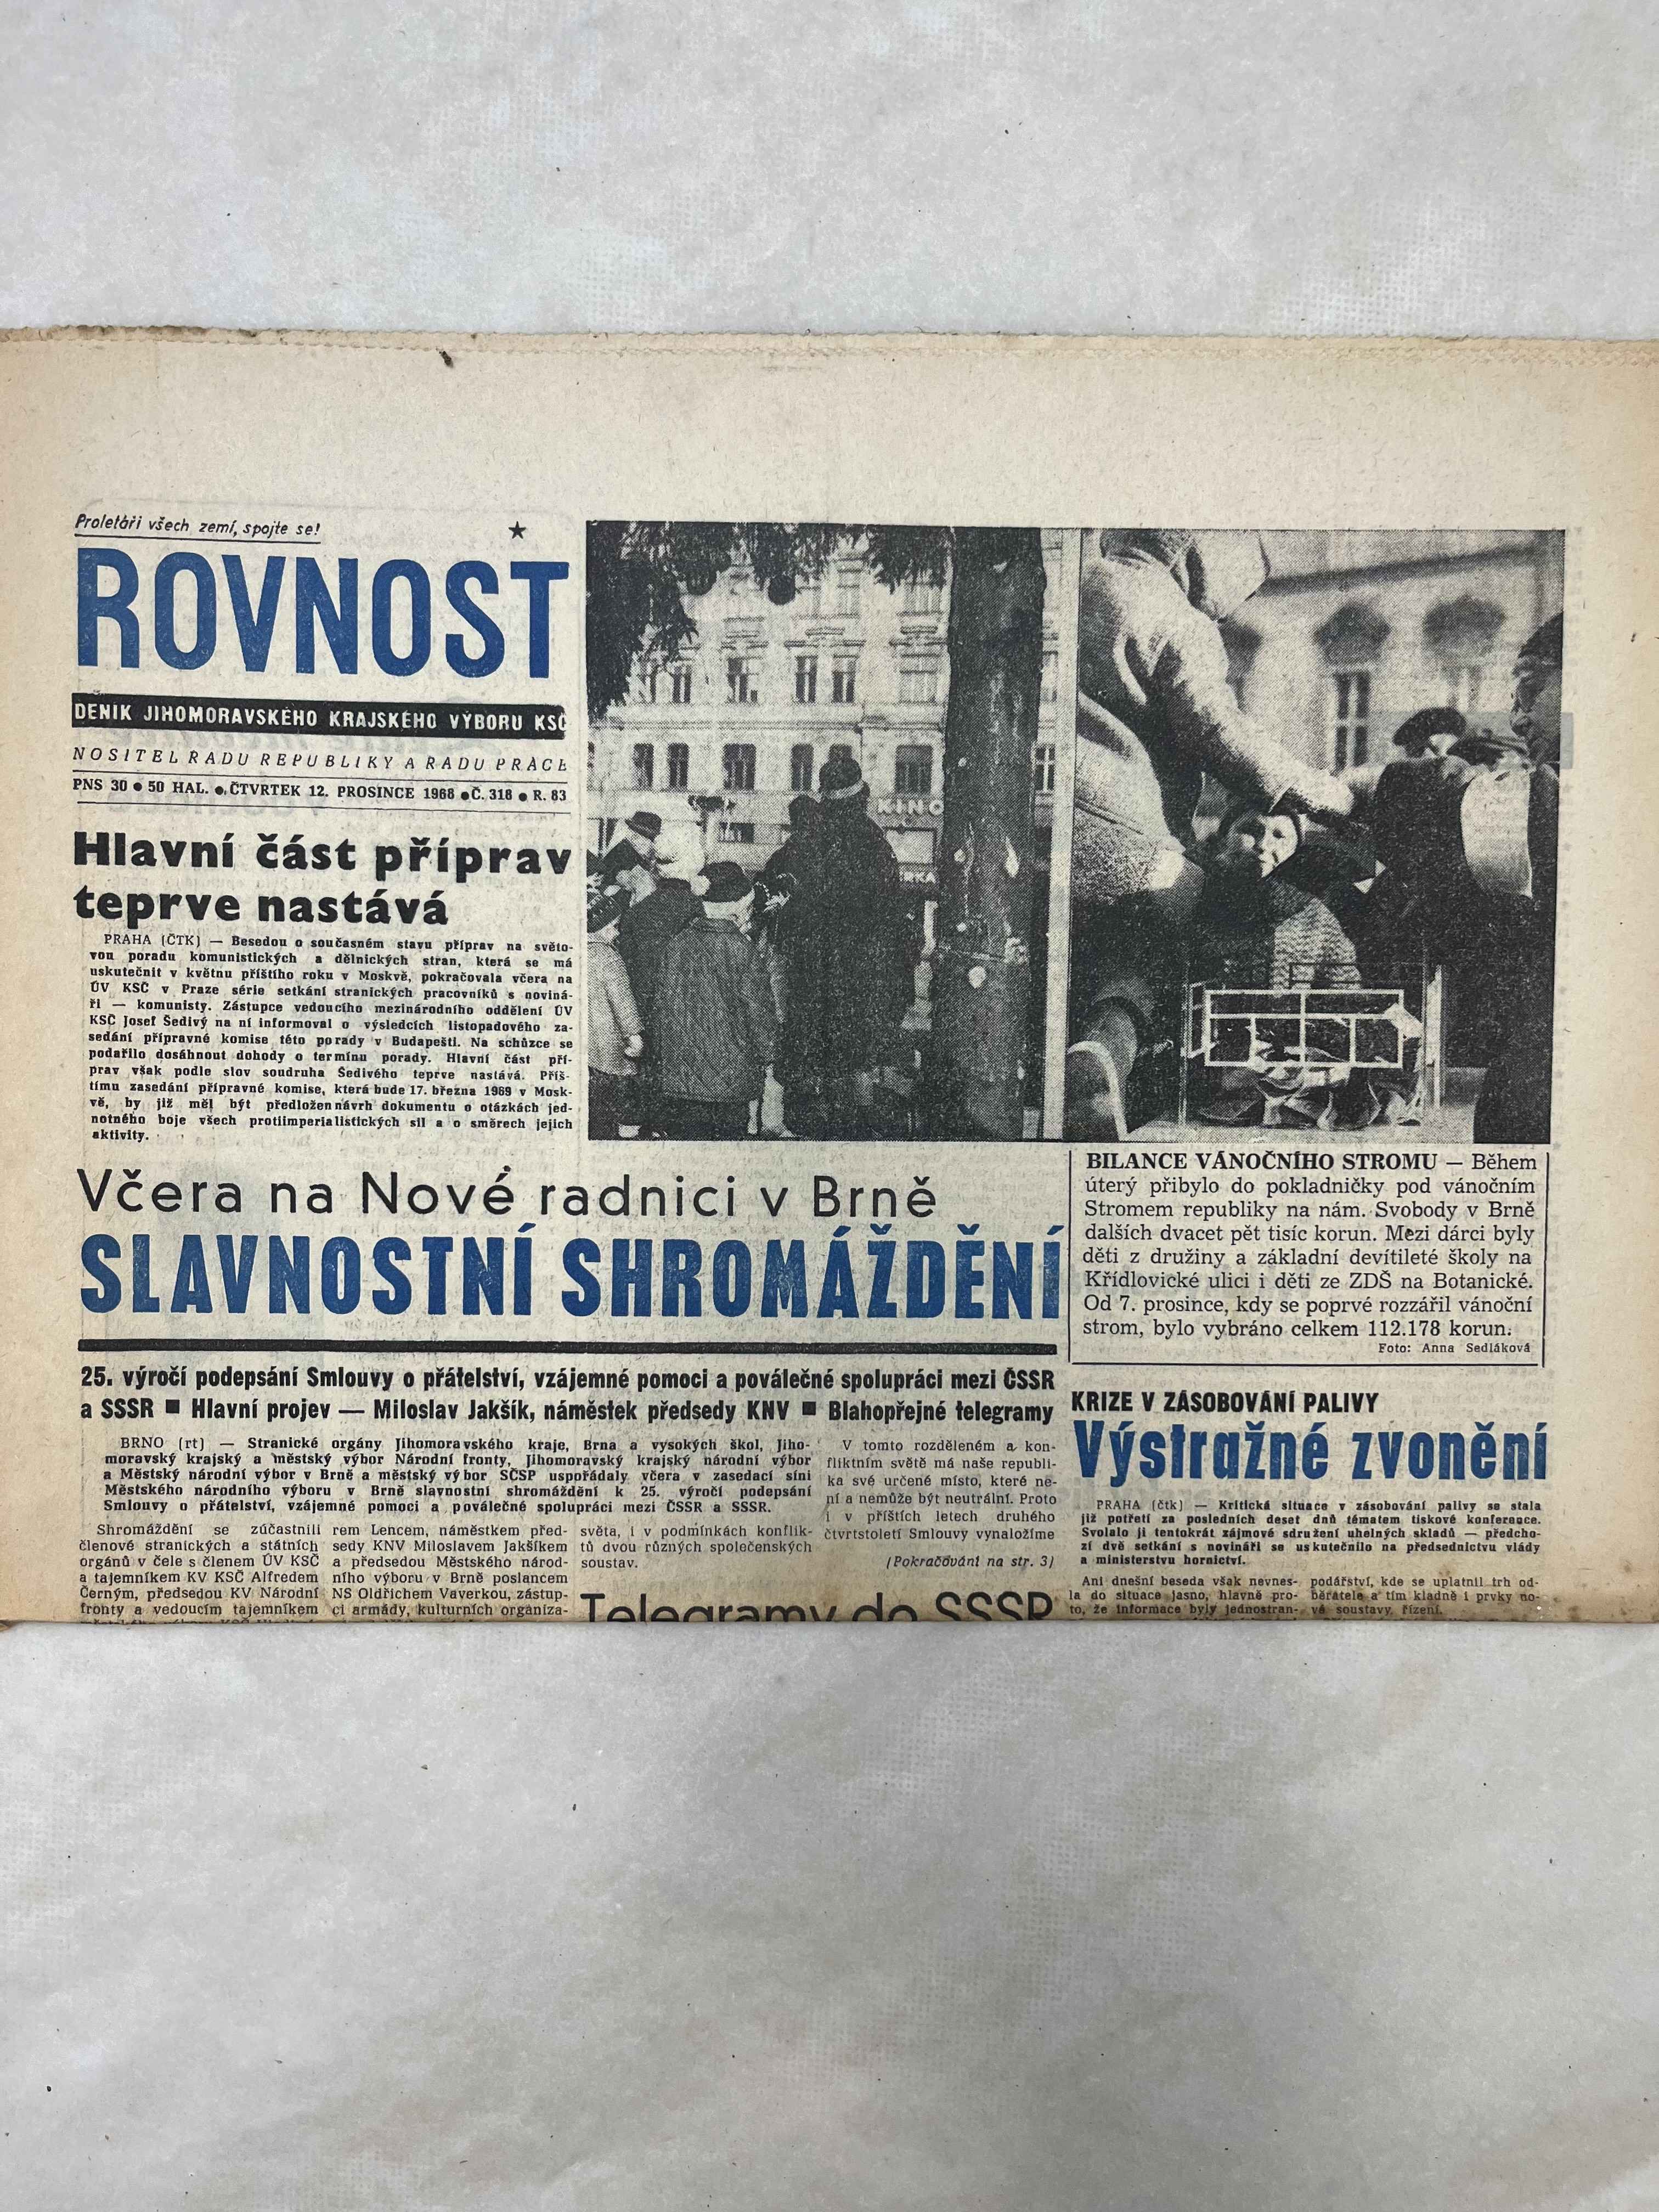 Proletáři všech zemí, spojte se!
ROVNOST
DENÍK JIHOMORAVSKÉHO KRAJSKÉHO VÝBORU KSČ
NOSITEL ŘÁDU REPUBLIKY A ŘÁDU PRÁCE
PNS 30 ● 50 HAL. ● ČTVRTEK 12. PROSINCE 1968 ● Č. 318 ● R. 83
Hlavní část příprav
teprve nastává
PRAHA (ČTK) — Besedou o současném stavu příprav na světo-
vou poradu komunistických a dělnických stran, která se má
uskutečnit v květnu příštího roku v Moskvě, pokračovala včera na
ÚV KSČ v Praze série setkání stranických pracovníků s noviná-
ři — komunisty. Zástupce vedoucího mezinárodního oddělení ÚV
KSČ Josef Šedivý na ní informoval o výsledcích listopadového za-
sedání přípravné komise této porady v Budapešti. Na schůzce se
podařilo dosáhnout dohody o termínu porady. Hlavní část pří-
prav však podle slov soudruha Šedivého teprve nastává. Příš-
tímu zasedání přípravné komise, která bude 17. března 1969 v Mosk-
vě, by již měl být předložen návrh dokumentu o otázkách jed-
notného boje všech protiimperialistických sil a o směrech jejich
aktivity.
KINO
RKA
BILANCE VÁNOČNÍHO STROMU — Během
úterý přibylo do pokladničky pod vánočním
Stromem republiky na nám. Svobody v Brně
dalších dvacet pět tisíc korun. Mezi dárci byly
děti z družiny a základní devítileté školy na
Křídlovické ulici i děti ze ZDŠ na Botanické.
Od 7. prosince, kdy se poprvé rozzářil vánoční
strom, bylo vybráno celkem 112.178 korun.
Foto: Anna Sedláková
Včera na Nové radnici v Brně
SLAVNOSTNÍ SHROMÁŽDĚNÍ
25. výročí podepsání Smlouvy o přátelství, vzájemné pomoci a poválečné spolupráci mezi ČSSR
a SSSR ■ Hlavní projev — Miloslav Jakšík, náměstek předsedy KNV ■ Blahopřejné telegramy
BRNO (rt) — Stranické orgány Jihomoravského kraje, Brna a vysokých škol, Jiho-
moravský krajský a městský výbor Národní fronty, Jihomoravský krajský národní výbor
a Městský národní výbor v Brně a městský výbor SČSP uspořádaly včera v zasedací síni
Městského národního výboru v Brně slavnostní shromáždění k 25. výročí podepsání
Smlouvy o přátelství, vzájemné pomoci a poválečné spolupráci mezi ČSSR a SSSR.
Shromáždění se zúčastnili
členové stranických a státních
orgánů v čele s členem ÚV KSČ
a tajemníkem KV KSČ Alfredem
Černým, předsedou KV Národní
fronty a vedoucím tajemníkem
rem Lencem, náměstkem před-
sedy KNV Miloslavem Jakšíkem
a předsedou Městského národ-
ního výboru v Brně poslancem
NS Oldřichem Vaverkou, zástup-
ci armády, kulturních organiza-
světa, i v podmínkách konflik-
tů dvou různých společenských
soustav.
V tomto rozděleném a kon-
fliktním světě má naše republi-
ka své určené místo, které ne-
ní a nemůže být neutrální. Proto
i v příštích letech druhého
čtvrtstoletí Smlouvy vynaložíme
(Pokračování na str. 3)
Telegramy do SSSR
KRIZE V ZÁSOBOVÁNÍ PALIVY
Výstražné zvonění
PRAHA (čtk) — Kritická situace v zásobování palivy se stala
již potřetí za posledních deset dnů tématem tiskové konference.
Svolalo ji tentokrát zájmové sdružení uhelných skladů — předcho-
zí dvě setkání s novináři se uskutečnilo na předsednictvu vlády
a ministerstvu hornictví.
Ani dnešní beseda však nevnes-
la do situace jasno, hlavně pro-
to, že informace byly jednostran-
podářství, kde se uplatnil trh od-
běratele a tím kladně i prvky no-
vé soustavy řízení.